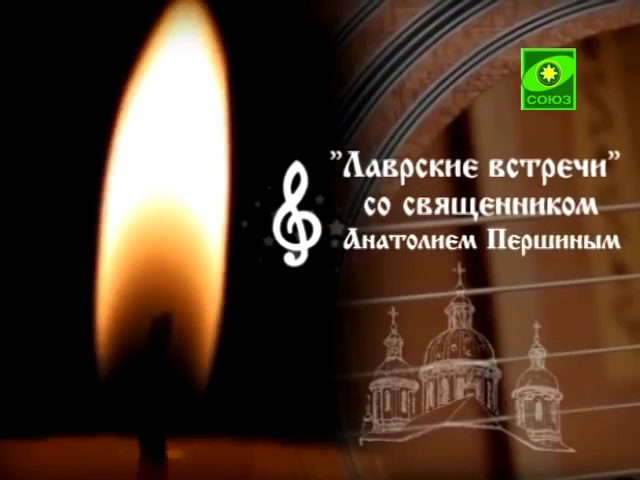 СОЮЗ
"Лаврские встречи"
со священником
Анатолием Першиным